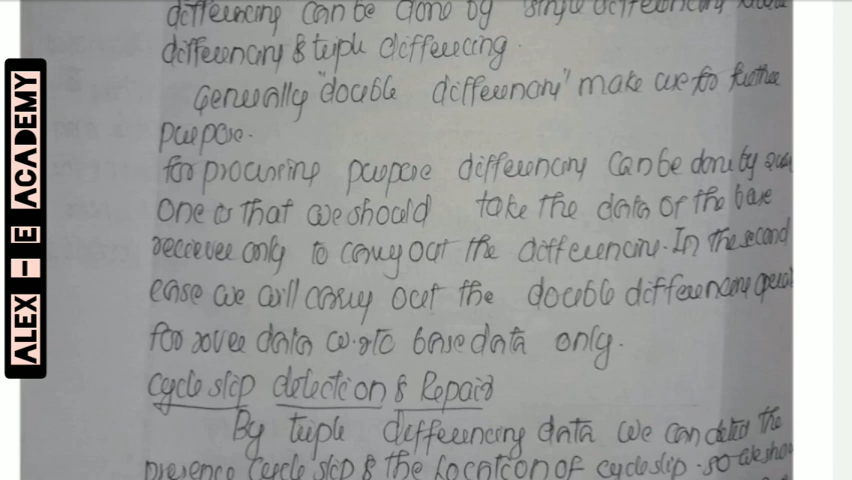 differencing can be done by single differencing
differencing & triple differencing.
Generally "double differencing" make use for further
purpose.
for processing purpose differencing can be done by
one is that we should take the data of the base
reciever only to carry out the differencing. In the second
case we will carry out the double differencing
for rover data w.r.to base data only.
Cycle slip detection & Repair
By triple differencing data we can detect the
presence cycle slip & the location of cycle slip. so we
ALEX - E ACADEMY